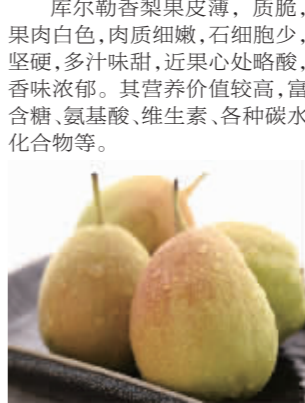 库尔勒香梨果皮薄，质脆，
果肉白色，肉质细嫩，石细胞少，
坚硬，多汁味甜，近果心处略酸，
香味浓郁。其营养价值较高，富
含糖、氨基酸、维生素、各种碳水
化合物等。